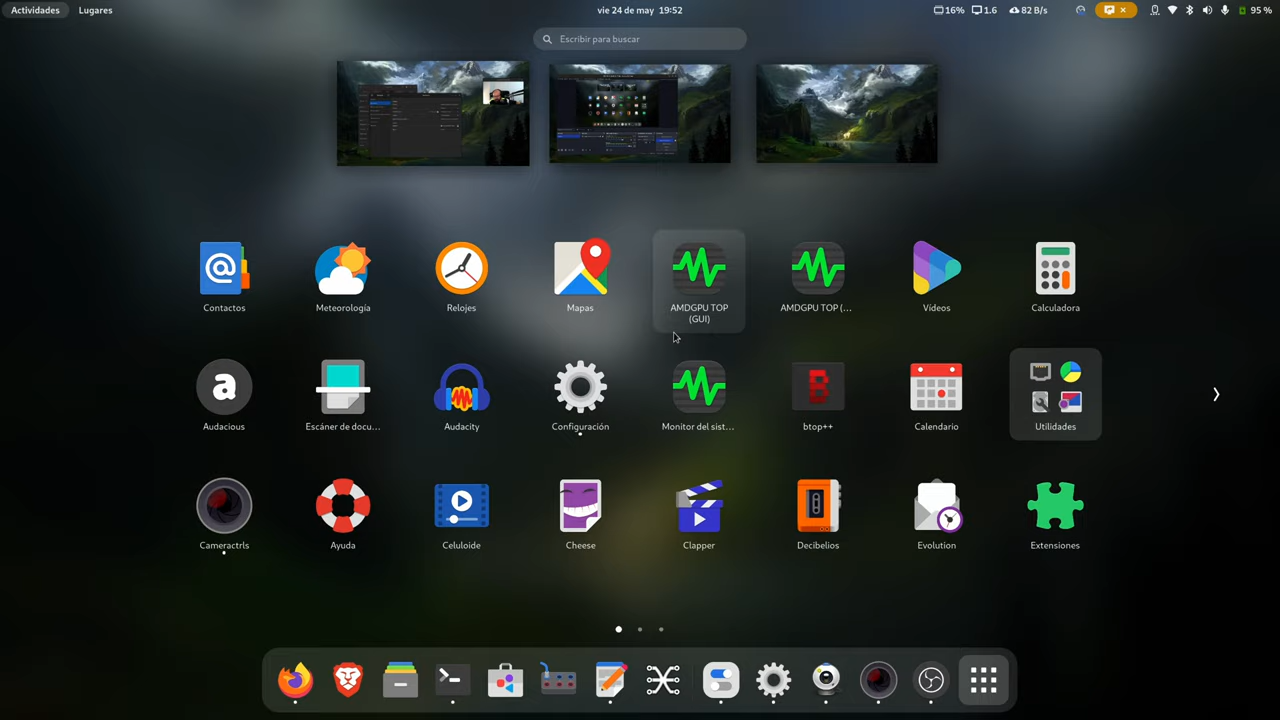 Actividades
Lugares
vie 24 de may 19:52
16%
1.6
82 B/s
95 %
Escribir para buscar
Contactos
Meteorología
Relojes
Mapas
AMDGPU TOP
(GUI)
AMDGPU TOP (...
Vídeos
Calculadora
Audacious
Escáner de docu...
Audacity
Configuración
Monitor del sist...
btop++
Calendario
Utilidades
Cameractrls
Ayuda
Celuloide
Cheese
Clapper
Decibelios
Evolution
Extensiones